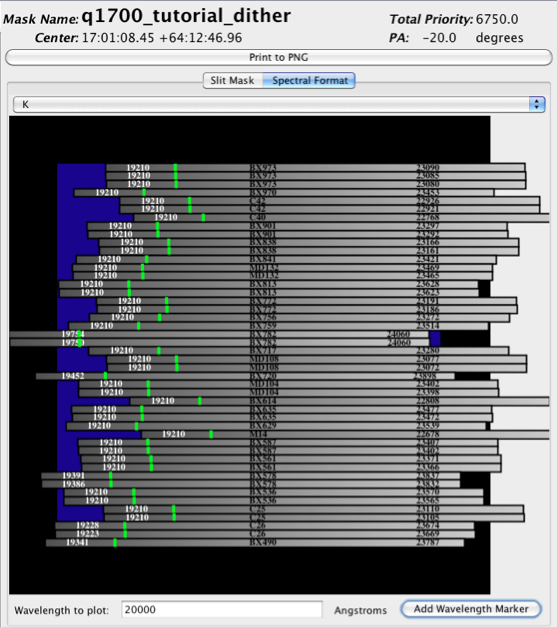 Mask Name: q1700_tutorial_dither Total Priority: 6750.0
Center: 17:01:08.45 +64:12:46.96 PA: -20.0 degrees
Print to PNG
Slit Mask Spectral Format
K
19210 BX973 23090
19210 BX973 23085
19210 BX973 23080
19210 BX970 23453
19210 C42 22926
19210 C42 22921
19210 C40 22768
19210 BX901 23297
19210 BX901 23292
19210 BX838 23166
19210 BX838 23161
19210 BX841 23421
19210 MD132 23469
19210 MD132 23465
19210 BX813 23628
19210 BX813 23623
19210 BX772 23191
19210 BX772 23186
19210 BX756 23272
19210 BX759 23514
19754 BX782 24060
BX782 24060
19210 BX717 23280
19210 MD108 23077
19210 MD108 23072
19452 BX720 23898
19210 MD104 23402
19210 MD104 23398
19210 BX614 22808
19210 BX635 23477
19210 BX635 23472
19210 BX629 23539
19210 M14 22678
19210 BX587 23407
19210 BX587 23402
19210 BX561 23371
19210 BX561 23366
19391 BX578 23837
19386 BX578 23832
19210 BX536 23570
19210 BX536 23565
19210 C25 23110
19210 C25 23105
19228 C26 23674
19223 C26 23669
19341 BX490 23787
Wavelength to plot: 20000 Angstroms Add Wavelength Marker